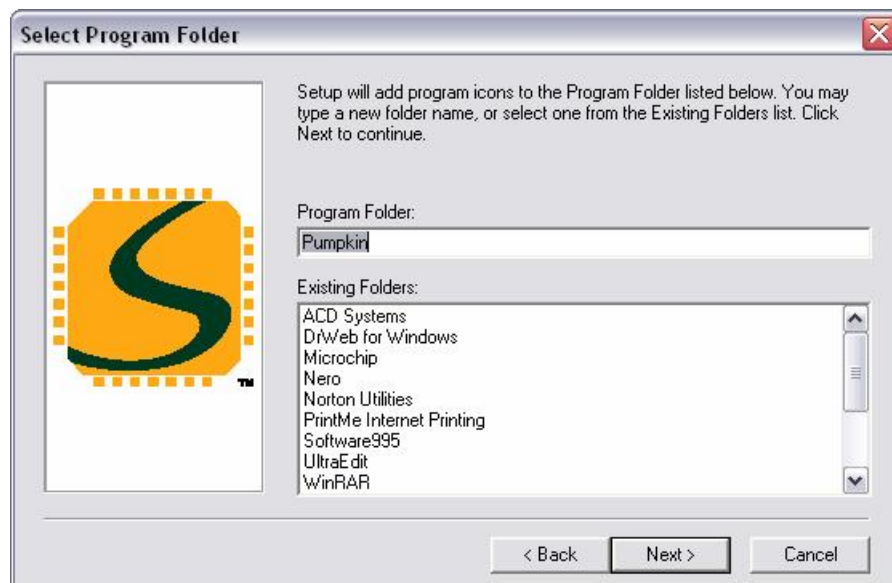 Select Program Folder
Setup will add program icons to the Program Folder listed below. You may
type a new folder name, or select one from the Existing Folders list. Click
Next to continue.
Program Folder:
Pumpkin
Existing Folders:
ACD Systems
DrWeb for Windows
Microchip
Nero
Norton Utilities
PrintMe Internet Printing
Software995
UltraEdit
WinRAR
TM
< Back Next > Cancel